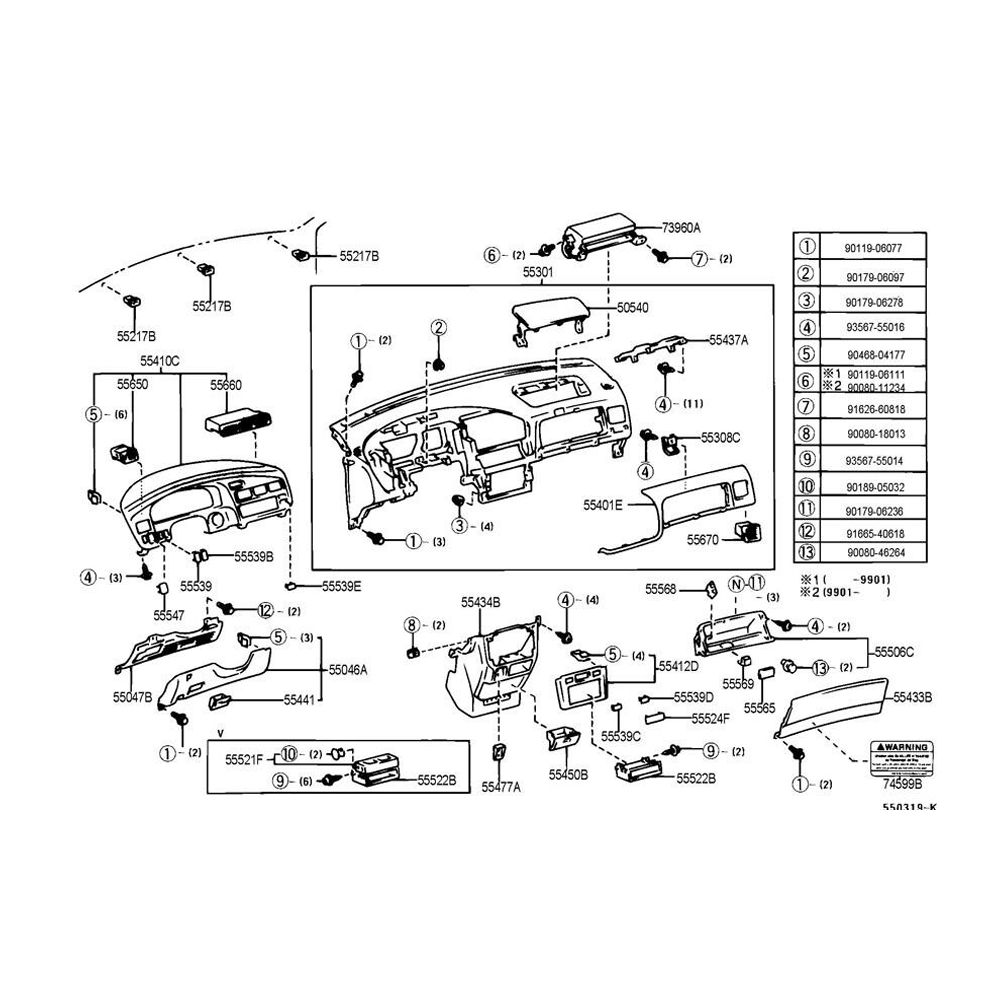 73960A
⑥-(2)
⑦-(2)
55217B
55217B
55217B
55301
50540
①-(2)
②
55437A
④-(11)
55308C
④
55401E
③-(4)
①-(3)
55670
55410C
55650
55660
⑤-(6)
55539B
55539
④-(3)
55547
55539E
⑫-(2)
⑤-(3)
55046A
55047B
55441
①-(2)
V
55521F
⑩-(2)
⑨-(6)
55522B
55434B
⑧-(2)
④-(4)
⑤-(4)
55412D
55539D
55524F
55539C
⑨-(2)
55522B
55450B
55477A
55568
N-11
-(3)
④-(2)
55506C
⑬-(2)
55569
55565
55433B
①-(2)
⚠WARNING
74599B
550319-K
① 90119-06077
② 90179-06097
③ 90179-06278
④ 93567-55016
⑤ 90468-04177
⑥ ※1 90119-06111
※2 90080-11234
⑦ 91626-60818
⑧ 90080-18013
⑨ 93567-55014
⑩ 90189-05032
⑪ 90179-06236
⑫ 91665-40618
⑬ 90080-46264
※1 ( -9901)
※2 (9901- )